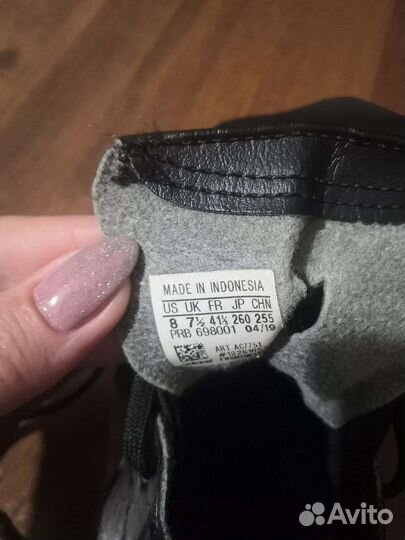 MADE IN INDONESIA
US UK FR JP CHN
8 7½ 41⅓ 260 255
PRB 698001 04/19
ART AC7751
Avito